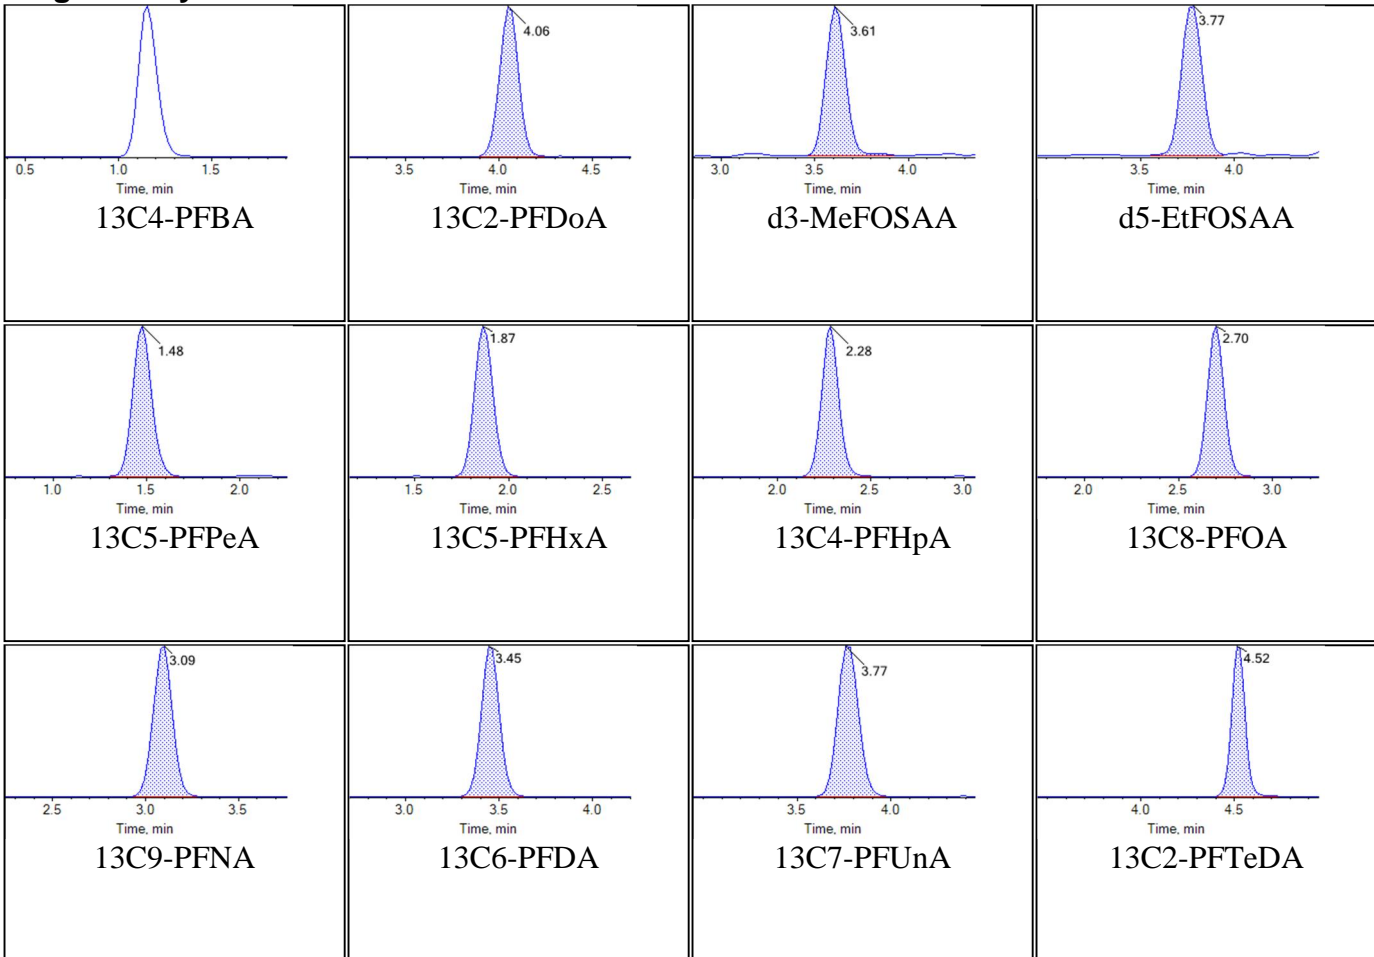 4.06
3.61
3.77
0.5 1.0 1.5
3.5 4.0 4.5
3.0 3.5 4.0
3.5 4.0
Time, min
Time, min
Time, min
Time, min
13C4-PFBA
13C2-PFDoA
d3-MeFOSAA
d5-EtFOSAA
1.48
1.87
2.28
2.70
1.0 1.5 2.0
1.5 2.0 2.5
2.0 2.5 3.0
2.0 2.5 3.0
Time, min
Time, min
Time, min
Time, min
13C5-PFPeA
13C5-PFHxA
13C4-PFHpA
13C8-PFOA
3.09
3.45
3.77
4.52
2.5 3.0 3.5
3.0 3.5 4.0
3.5 4.0
4.0 4.5
Time, min
Time, min
Time, min
Time, min
13C9-PFNA
13C6-PFDA
13C7-PFUnA
13C2-PFTeDA